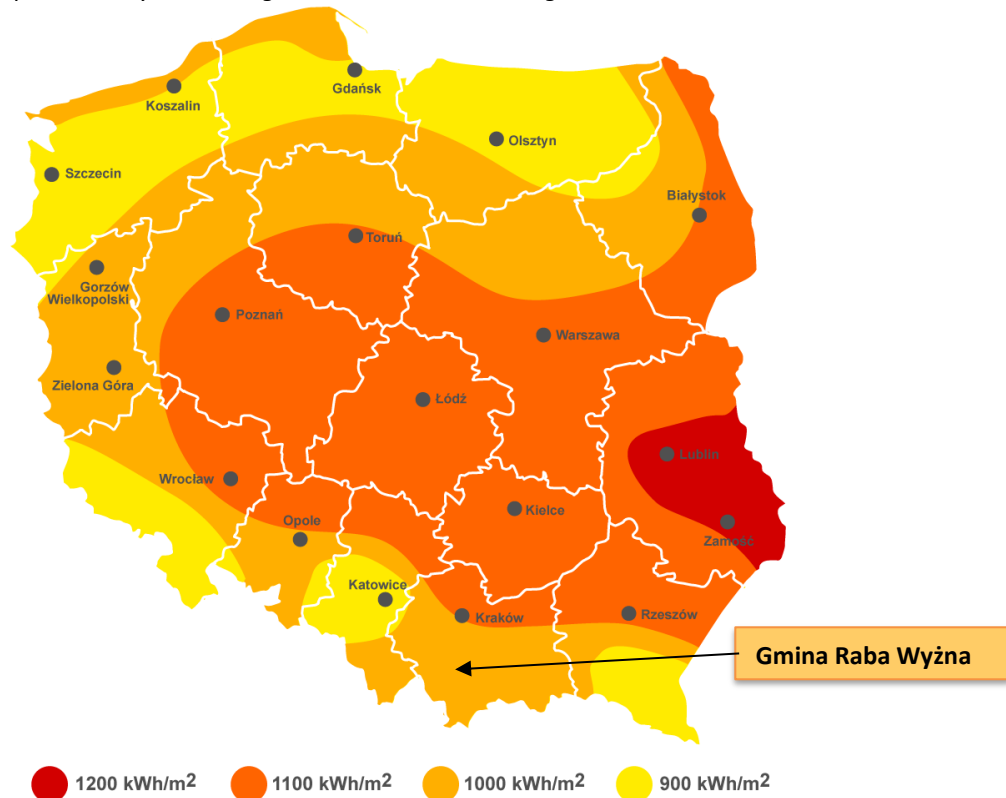 Gdańsk
Koszalin
Olsztyn
Szczecin
Białystok
Toruń
Gorzów
Wielkopolski
Poznań
Warszawa
Zielona Góra
Łódź
Lublin
Wrocław
Kielce
Opole
Zamość
Katowice
Kraków
Rzeszów
Gmina Raba Wyżna
1200 kWh/m2
1100 kWh/m2
1000 kWh/m2
900 kWh/m2